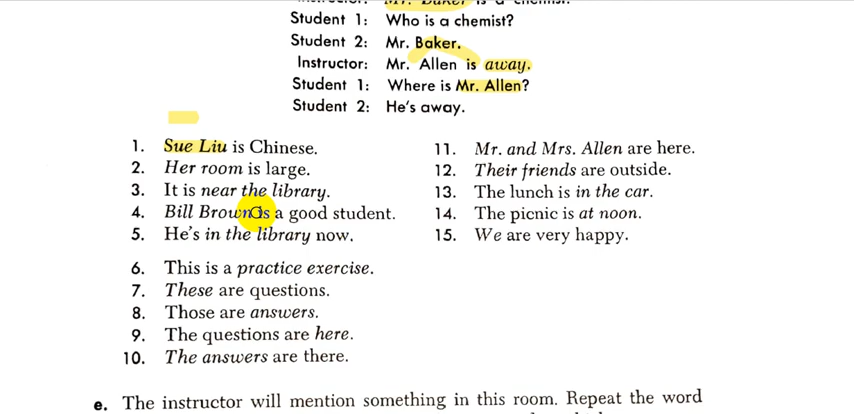 Mr. Baker is a chemist.
Student 1: Who is a chemist?
Student 2: Mr. Baker.
Instructor: Mr. Allen is away.
Student 1: Where is Mr. Allen?
Student 2: He's away.
1. Sue Liu is Chinese.
2. Her room is large.
3. It is near the library.
4. Bill Brown is a good student.
5. He's in the library now.
6. This is a practice exercise.
7. These are questions.
8. Those are answers.
9. The questions are here.
10. The answers are there.
11. Mr. and Mrs. Allen are here.
12. Their friends are outside.
13. The lunch is in the car.
14. The picnic is at noon.
15. We are very happy.
e. The instructor will mention something in this room. Repeat the word